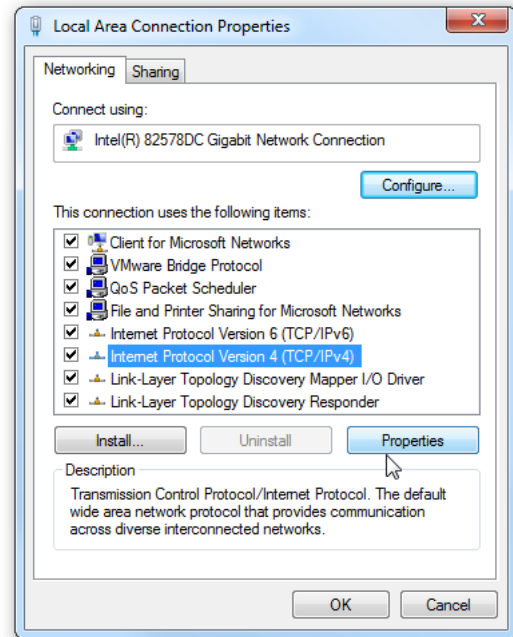 Local Area Connection Properties
Networking
Sharing
Connect using:
Intel(R) 82578DC Gigabit Network Connection
Configure...
This connection uses the following items:
Client for Microsoft Networks
VMware Bridge Protocol
QoS Packet Scheduler
File and Printer Sharing for Microsoft Networks
Internet Protocol Version 6 (TCP/IPv6)
Internet Protocol Version 4 (TCP/IPv4)
Link-Layer Topology Discovery Mapper I/O Driver
Link-Layer Topology Discovery Responder
Install...
Uninstall
Properties
Description
Transmission Control Protocol/Internet Protocol. The default
wide area network protocol that provides communication
across diverse interconnected networks.
OK
Cancel